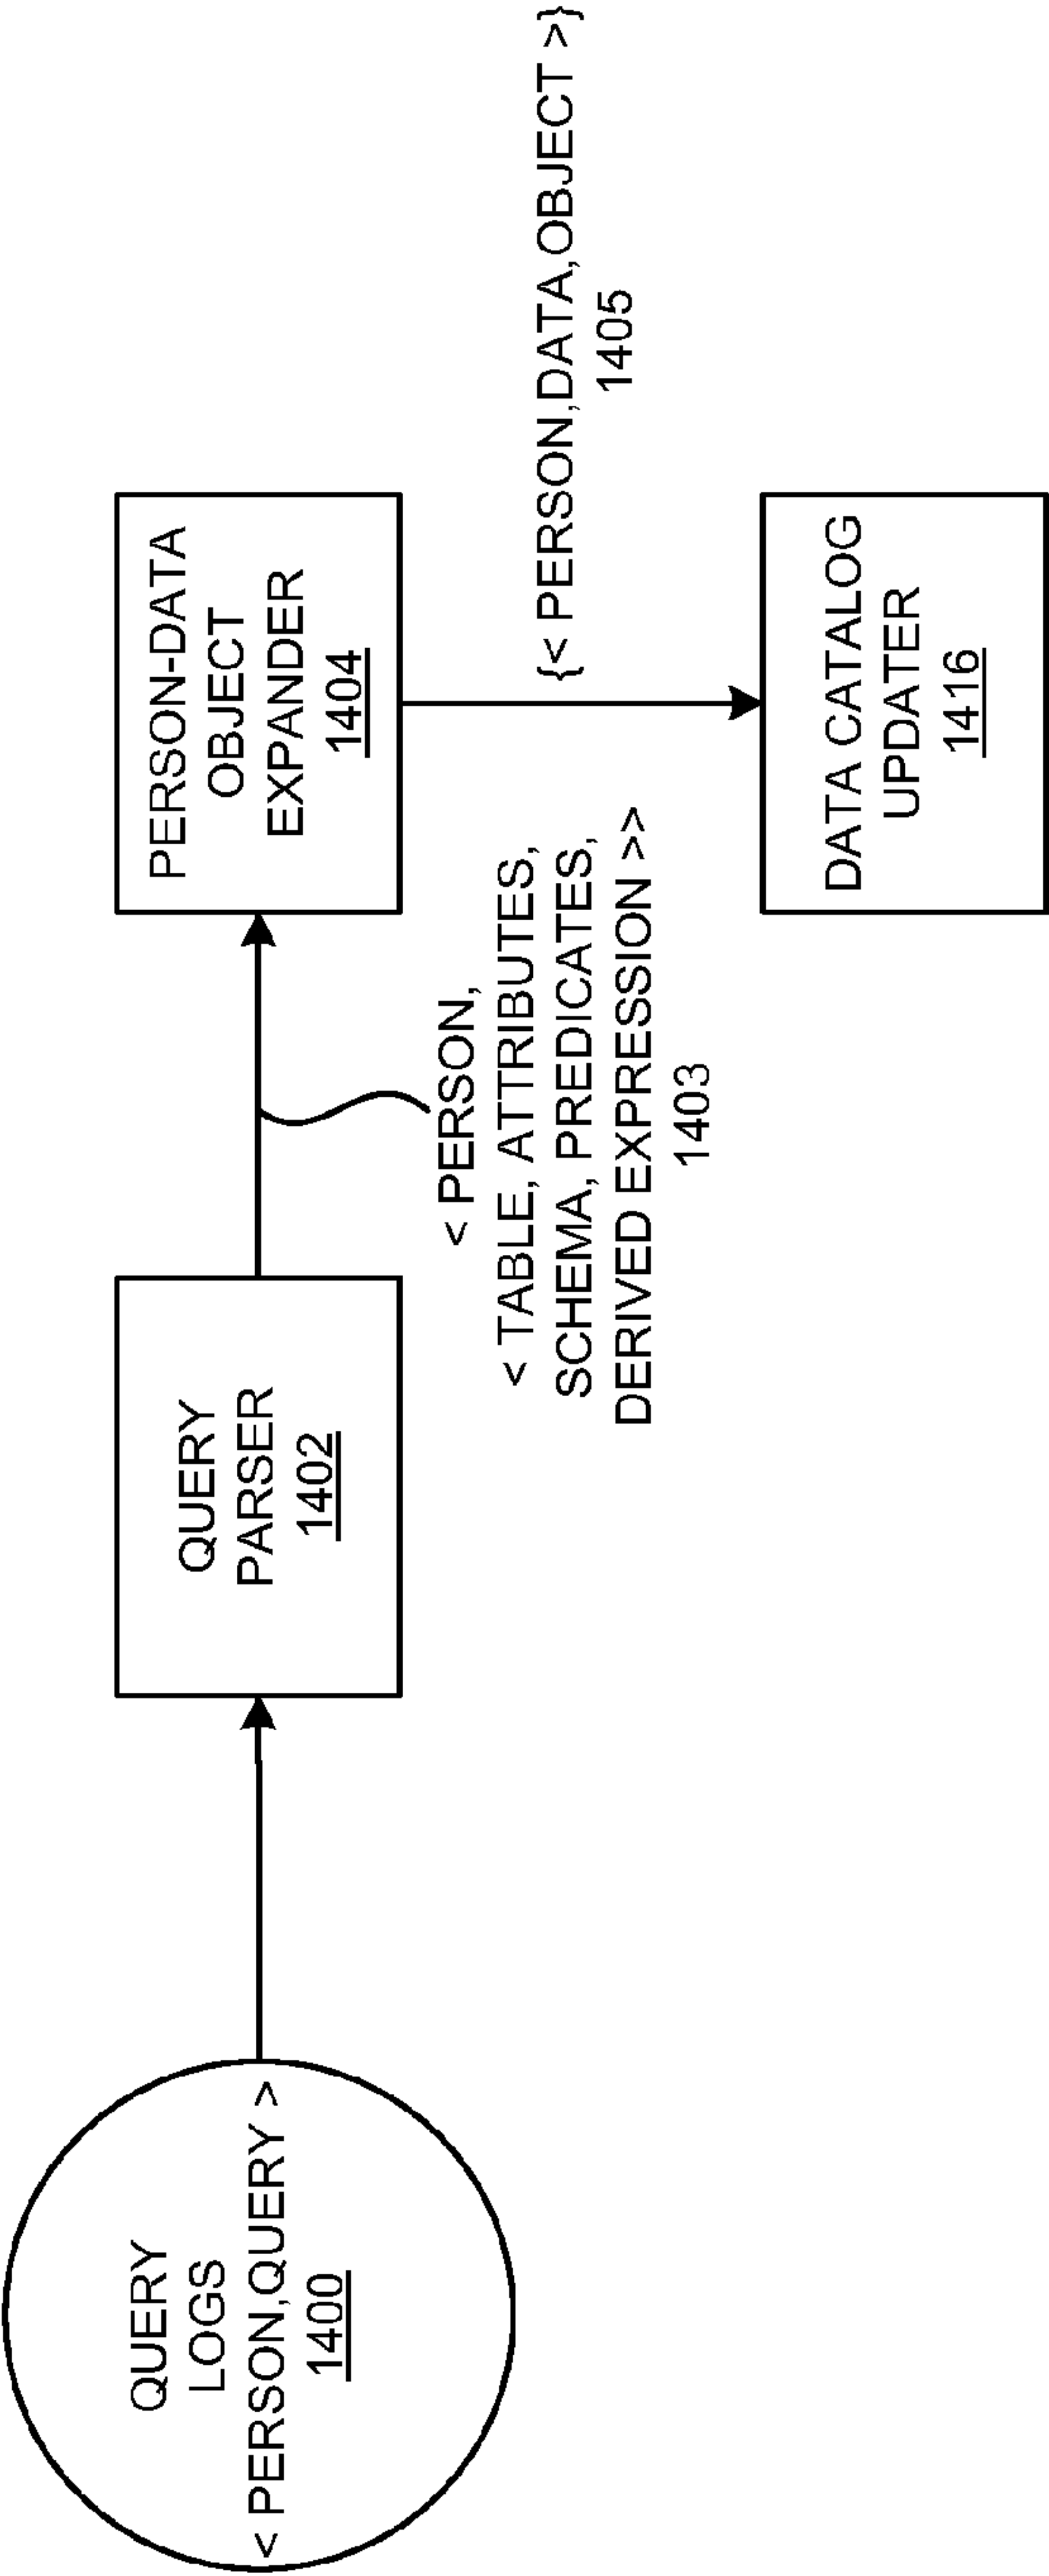 QUERY
LOGS
< PERSON,QUERY >
1400
QUERY
PARSER
1402
< PERSON,
< TABLE, ATTRIBUTES,
SCHEMA, PREDICATES,
DERIVED EXPRESSION >>
1403
PERSON-DATA
OBJECT
EXPANDER
1404
{< PERSON,DATA,OBJECT >}
1405
DATA CATALOG
UPDATER
1416